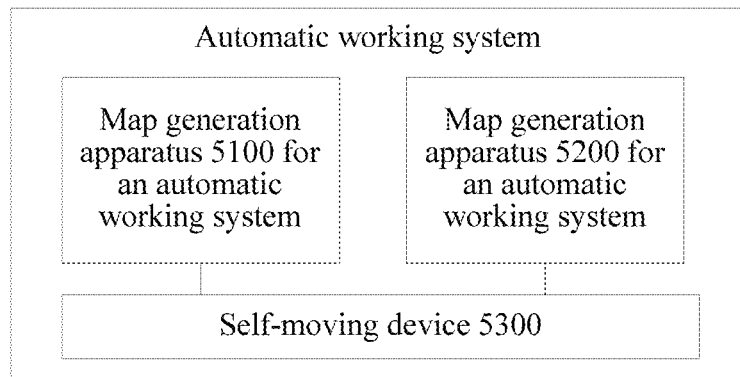 Automatic working system
Map generation
apparatus 5100 for
an automatic
working system
Map generation
apparatus 5200 for
an automatic
working system
Self-moving device 5300